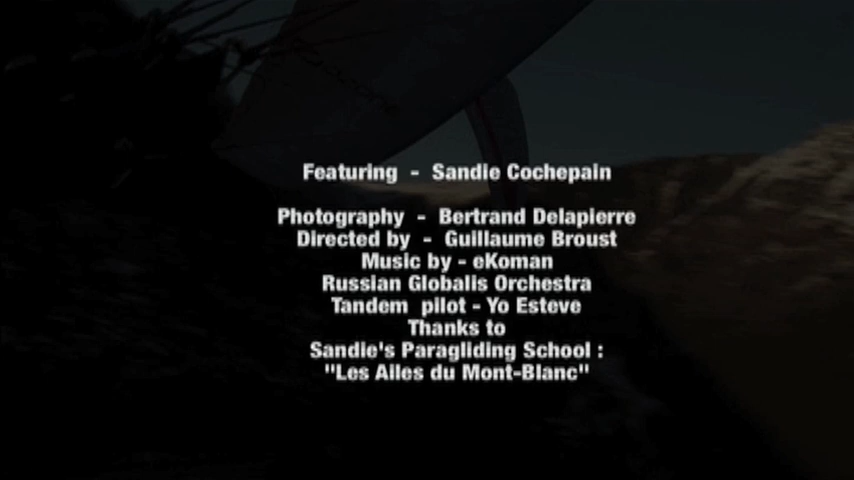 Featuring - Sandie Cochepain
Photography - Bertrand Delapierre
Directed by - Guillaume Broust
Music by - eKoman
Russian Globalis Orchestra
Tandem pilot - Yo Esteve
Thanks to
Sandie's Paragliding School :
"Les Ailes du Mont-Blanc"